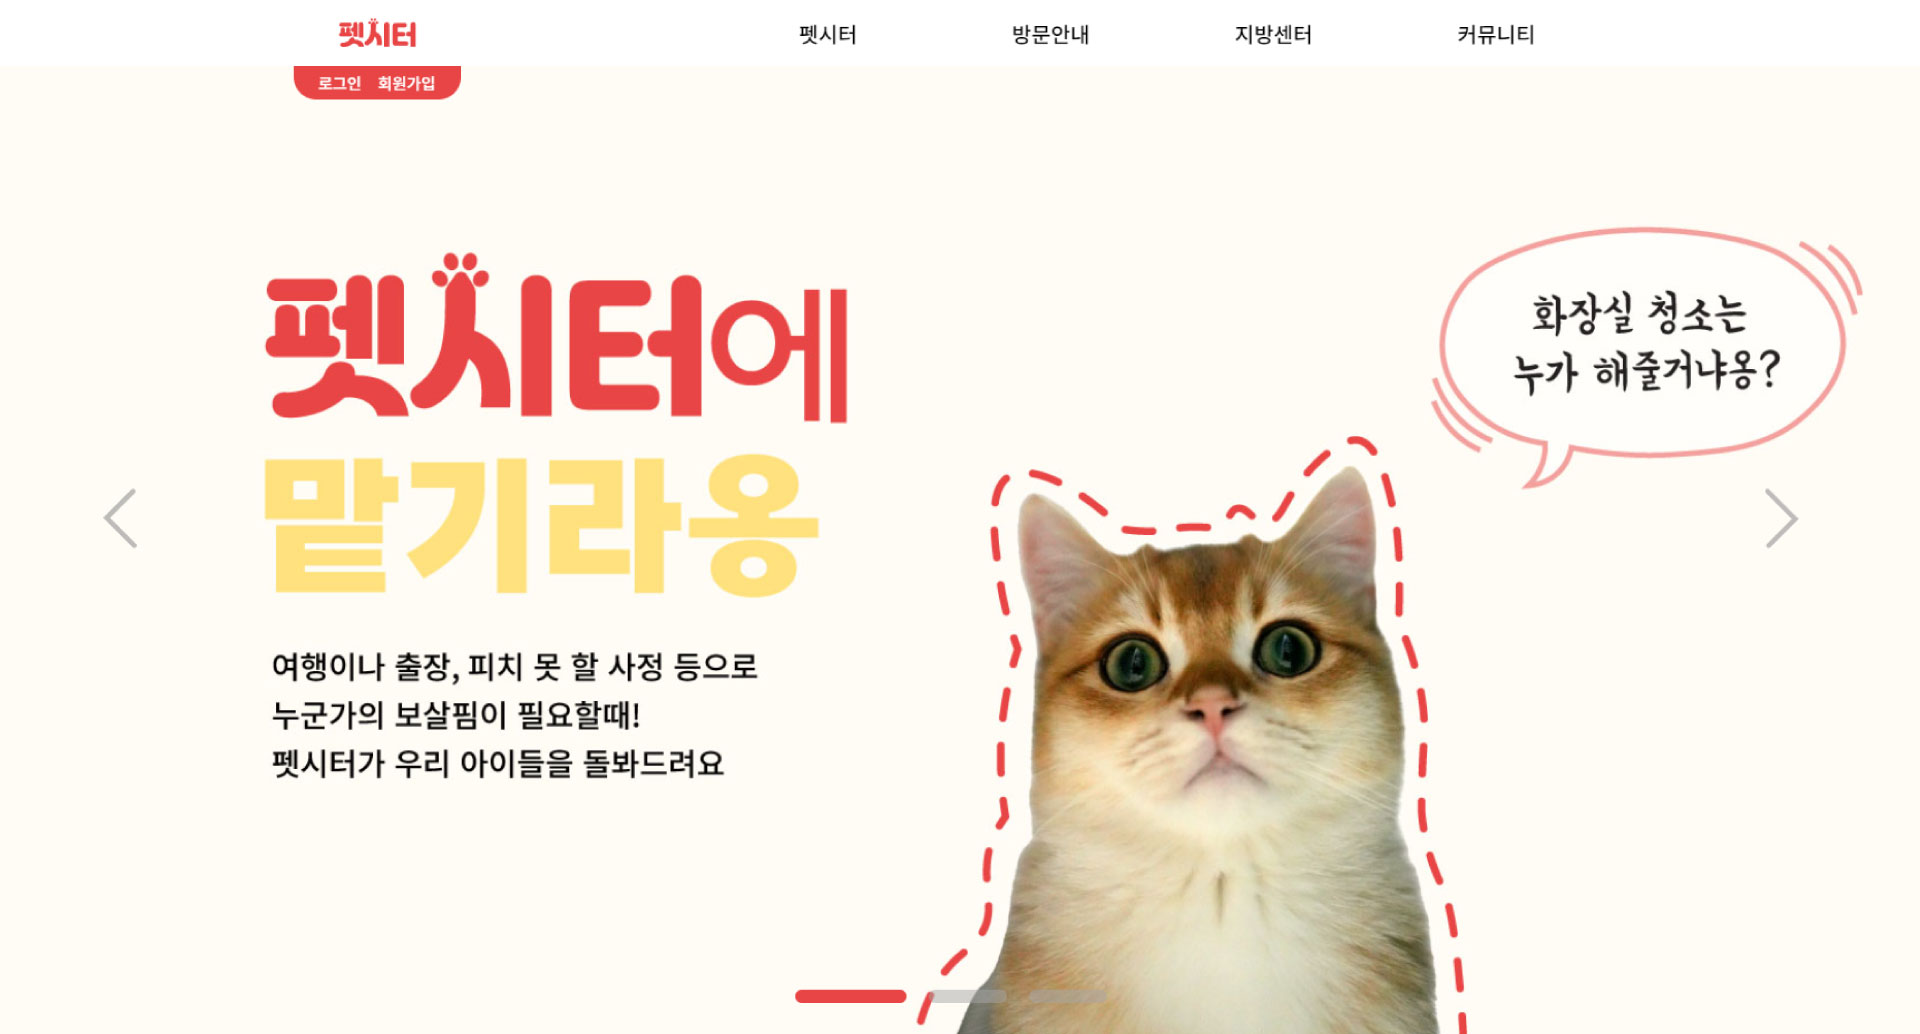 펫시터
펫시터
방문안내
지방센터
커뮤니티
로그인 회원가입
펫시터에
맡기라옹
여행이나 출장, 피치 못 할 사정 등으로
누군가의 보살핌이 필요할때!
펫시터가 우리 아이들을 돌봐드려요
화장실 청소는
누가 해줄거냐옹?